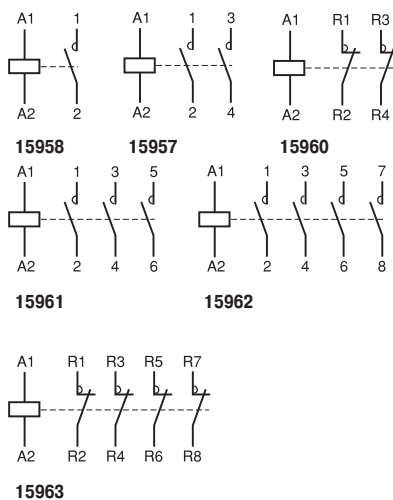 A1 1 A1 1 3 A1 R1 R3
A2 2 A2 2 4 A2 R2 R4
15958 15957 15960
A1 1 3 5 A1 1 3 5 7
A2 2 4 6 A2 2 4 6 8
15961 15962
A1 R1 R3 R5 R7
A2 R2 R4 R6 R8
15963